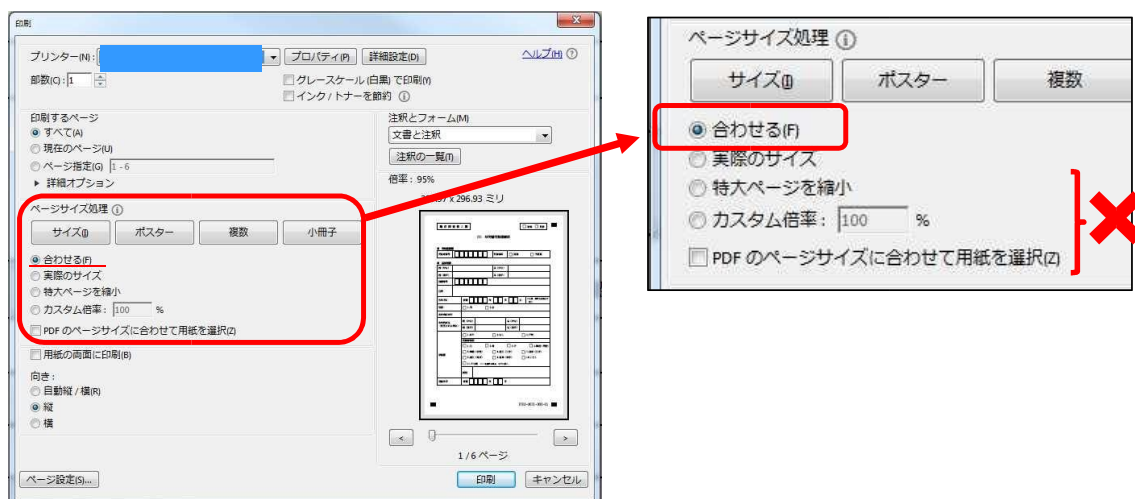 印刷
プリンター(N):
プロパティ(P)
詳細設定(D)
ヘルプ(H)
部数(C): 1
グレースケール (白黒) で印刷(Y)
インク / トナーを節約
印刷するページ
すべて(A)
現在のページ(U)
ページ指定(G) 1 - 6
詳細オプション
ページサイズ処理
サイズ(I) ポスター 複数 小冊子
合わせる(F)
実際のサイズ
特大ページを縮小
カスタム倍率: 100 %
PDF のページサイズに合わせて用紙を選択(Z)
用紙の両面に印刷(B)
向き:
自動縦 / 横(R)
縦
横
注釈とフォーム(M)
文書と注釈
注釈の一覧(T)
倍率: 95%
x 296.93 ミリ
< >
1 / 6 ページ
ページ設定(S)...
印刷 キャンセル
ページサイズ処理
サイズ(I) ポスター 複数
合わせる(F)
実際のサイズ
特大ページを縮小
カスタム倍率: 100 %
PDF のページサイズに合わせて用紙を選択(Z)